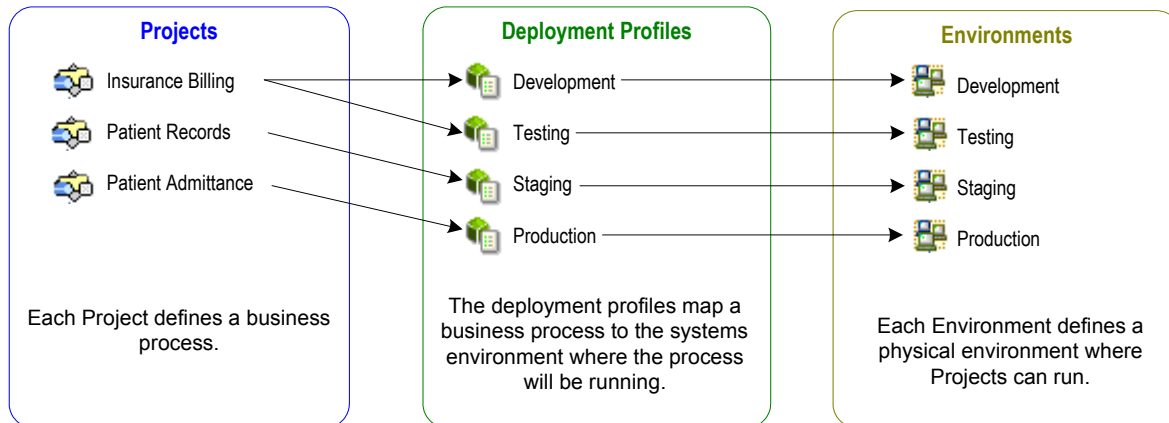 Projects
Insurance Billing
Patient Records
Patient Admittance
Each Project defines a business
process.
Deployment Profiles
Development
Testing
Staging
Production
The deployment profiles map a
business process to the systems
environment where the process
will be running.
Environments
Development
Testing
Staging
Production
Each Environment defines a
physical environment where
Projects can run.